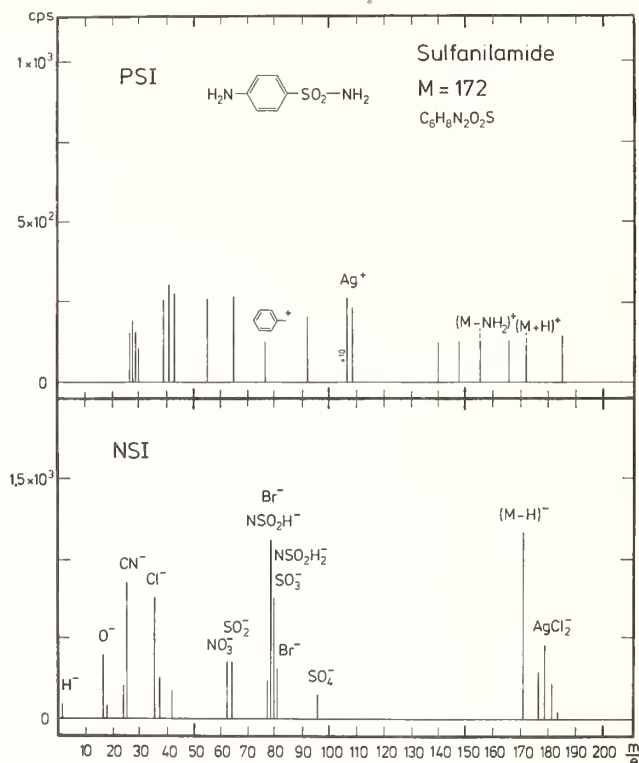 cps
1×10³
PSI
Sulfanilamide
M = 172
C₆H₈N₂O₂S
H₂N SO₂ NH₂
5×10²
Ag⁺
+
×10
(M–NH₂)⁺ (M+H)⁺
0
NSI
1.5×10³
Br⁻
NSO₂H⁻
(M–H)⁻
NSO₂H₂⁻
CN⁻
Cl⁻
SO₃⁻
SO₂⁻
AgCl₂⁻
O⁻
NO₃⁻
Br⁻
H⁻
SO₄⁻
0
10 20 30 40 50 60 70 80 90 100 110 120 130 140 150 160 170 180 190 200 m/e